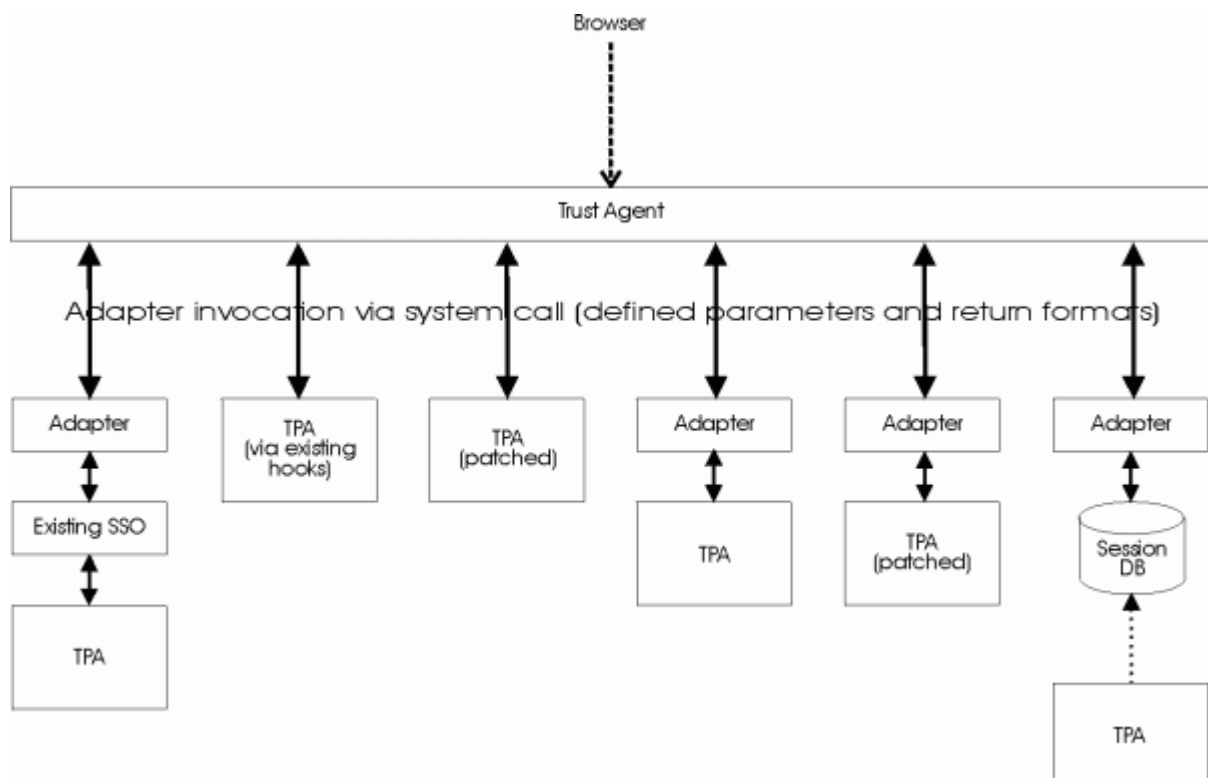 Browser
Trust Agent
Adapter invocation via system call (defined parameters and return formars)
Adapter
TPA
(via existing
hooks)
TPA
(patched)
Adapter
Adapter
Adapter
Existing SSO
TPA
TPA
(patched)
Session
DB
TPA
TPA